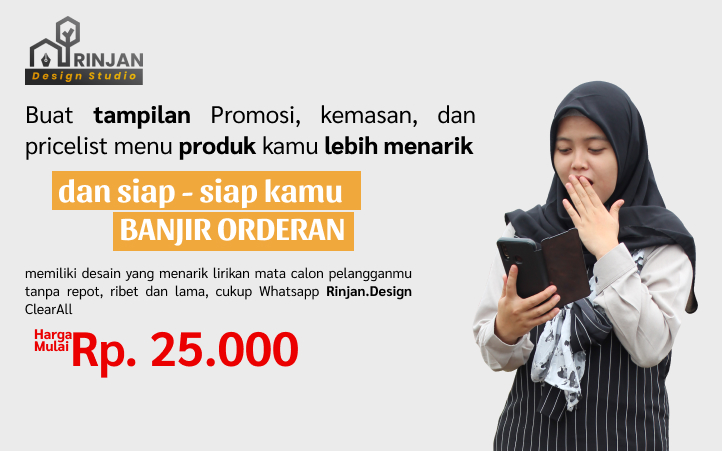 RINJAN
Design Studio
Buat tampilan Promosi, kemasan, dan
pricelist menu produk kamu lebih menarik
dan siap - siap kamu
BANJIR ORDERAN
memiliki desain yang menarik lirikan mata calon pelangganmu
tanpa repot, ribet dan lama, cukup Whatsapp Rinjan.Design
ClearAll
Harga
Mulai
Rp. 25.000